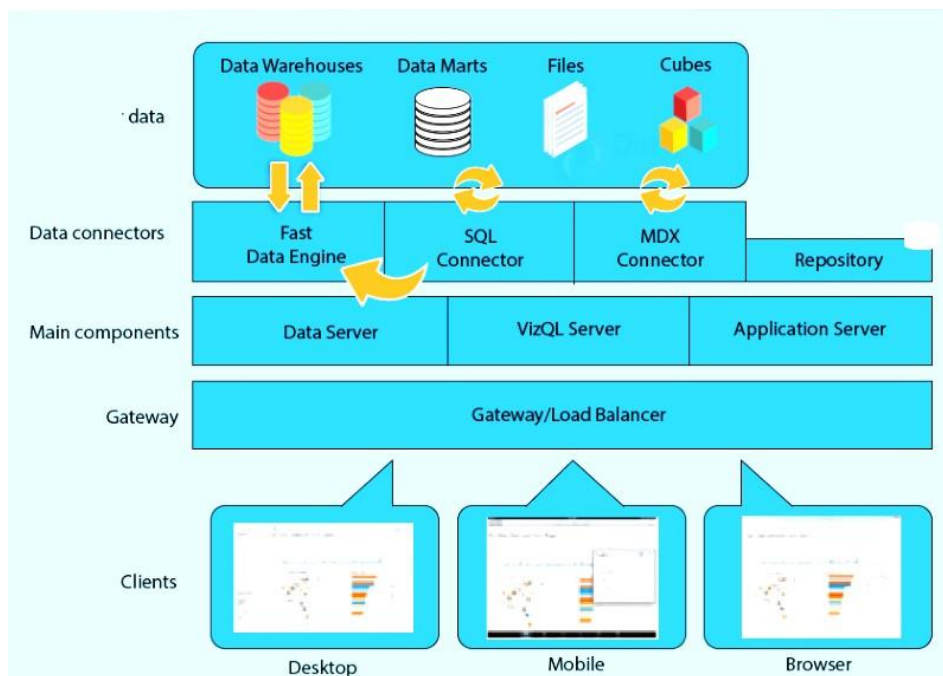 Data Warehouses Data Marts Files Cubes
data
Data connectors
Fast
Data Engine
SQL
Connector
MDX
Connector
Repository
Main components
Data Server
VizQL Server
Application Server
Gateway
Gateway/Load Balancer
Clients
Desktop
Mobile
Browser